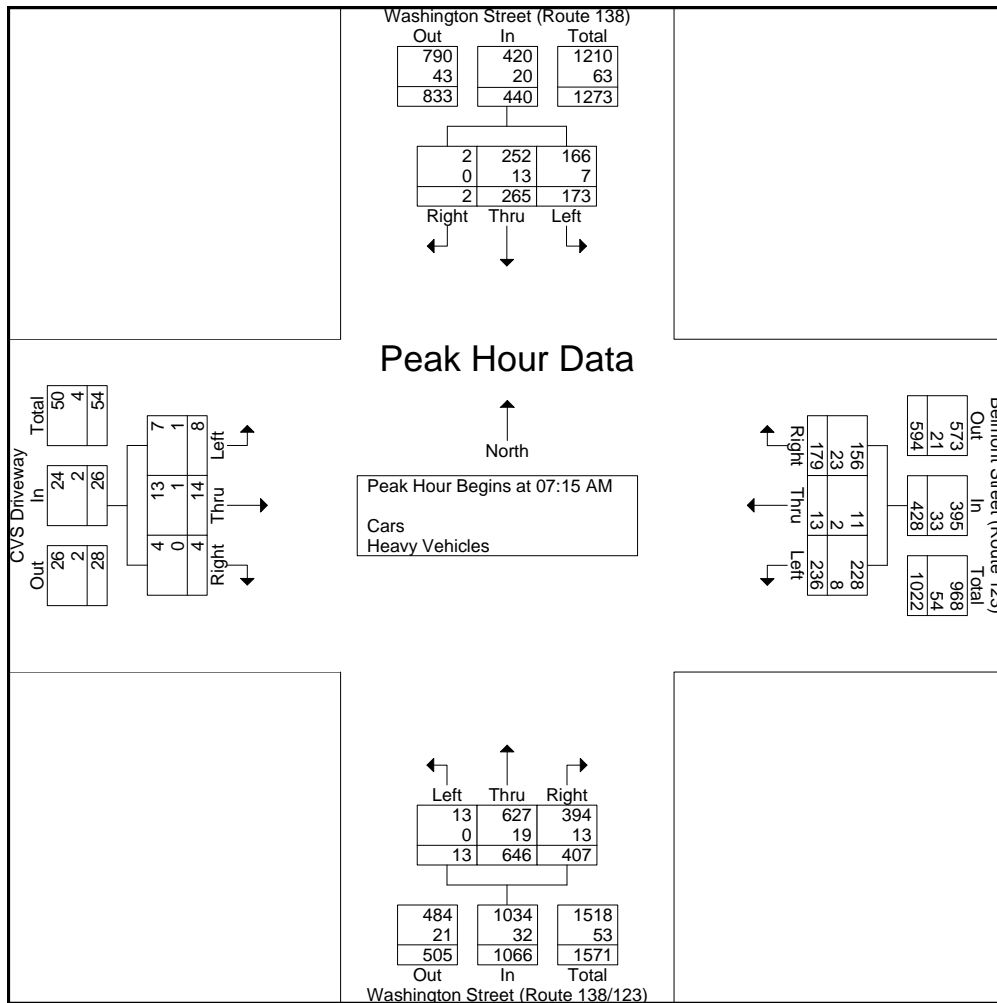 Washington Street (Route 138)
Out In Total
790 420 1210
43 20 63
833 440 1273
2 252 166
0 13 7
2 265 173
Right Thru Left
Peak Hour Data
North
Peak Hour Begins at 07:15 AM
Cars
Heavy Vehicles
CVS Driveway
Total In Out
50 24 26
4 2 2
54 26 28
7 13 4
1 1 0
8 14 4
Left Thru Right
Belmont Street (Route 123)
Out In Total
573 395 968
21 33 54
594 428 1022
156 11 228
23 2 8
179 13 236
Right Thru Left
Left Thru Right
13 627 394
0 19 13
13 646 407
484 1034 1518
21 32 53
505 1066 1571
Out In Total
Washington Street (Route 138/123)